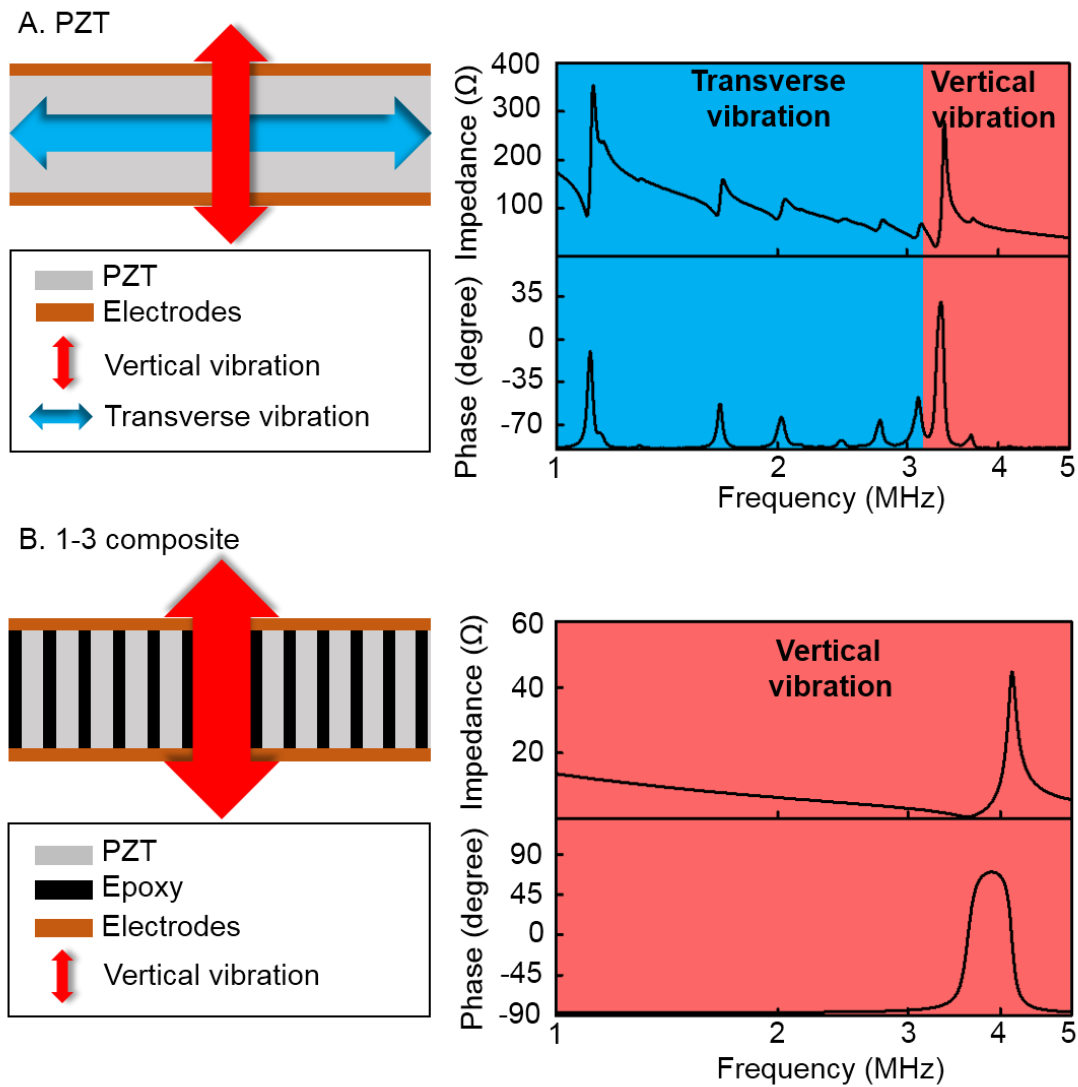 A. PZT
PZT
Electrodes
Vertical vibration
Transverse vibration
Impedance (Ω)
400
300
200
100
Transverse
vibration
Vertical
vibration
Phase (degree)
35
0
-35
-70
1
2
3
4
5
Frequency (MHz)
B. 1-3 composite
PZT
Epoxy
Electrodes
Vertical vibration
Impedance (Ω)
60
40
20
Vertical
vibration
Phase (degree)
90
45
0
-45
-90
1
2
3
4
5
Frequency (MHz)